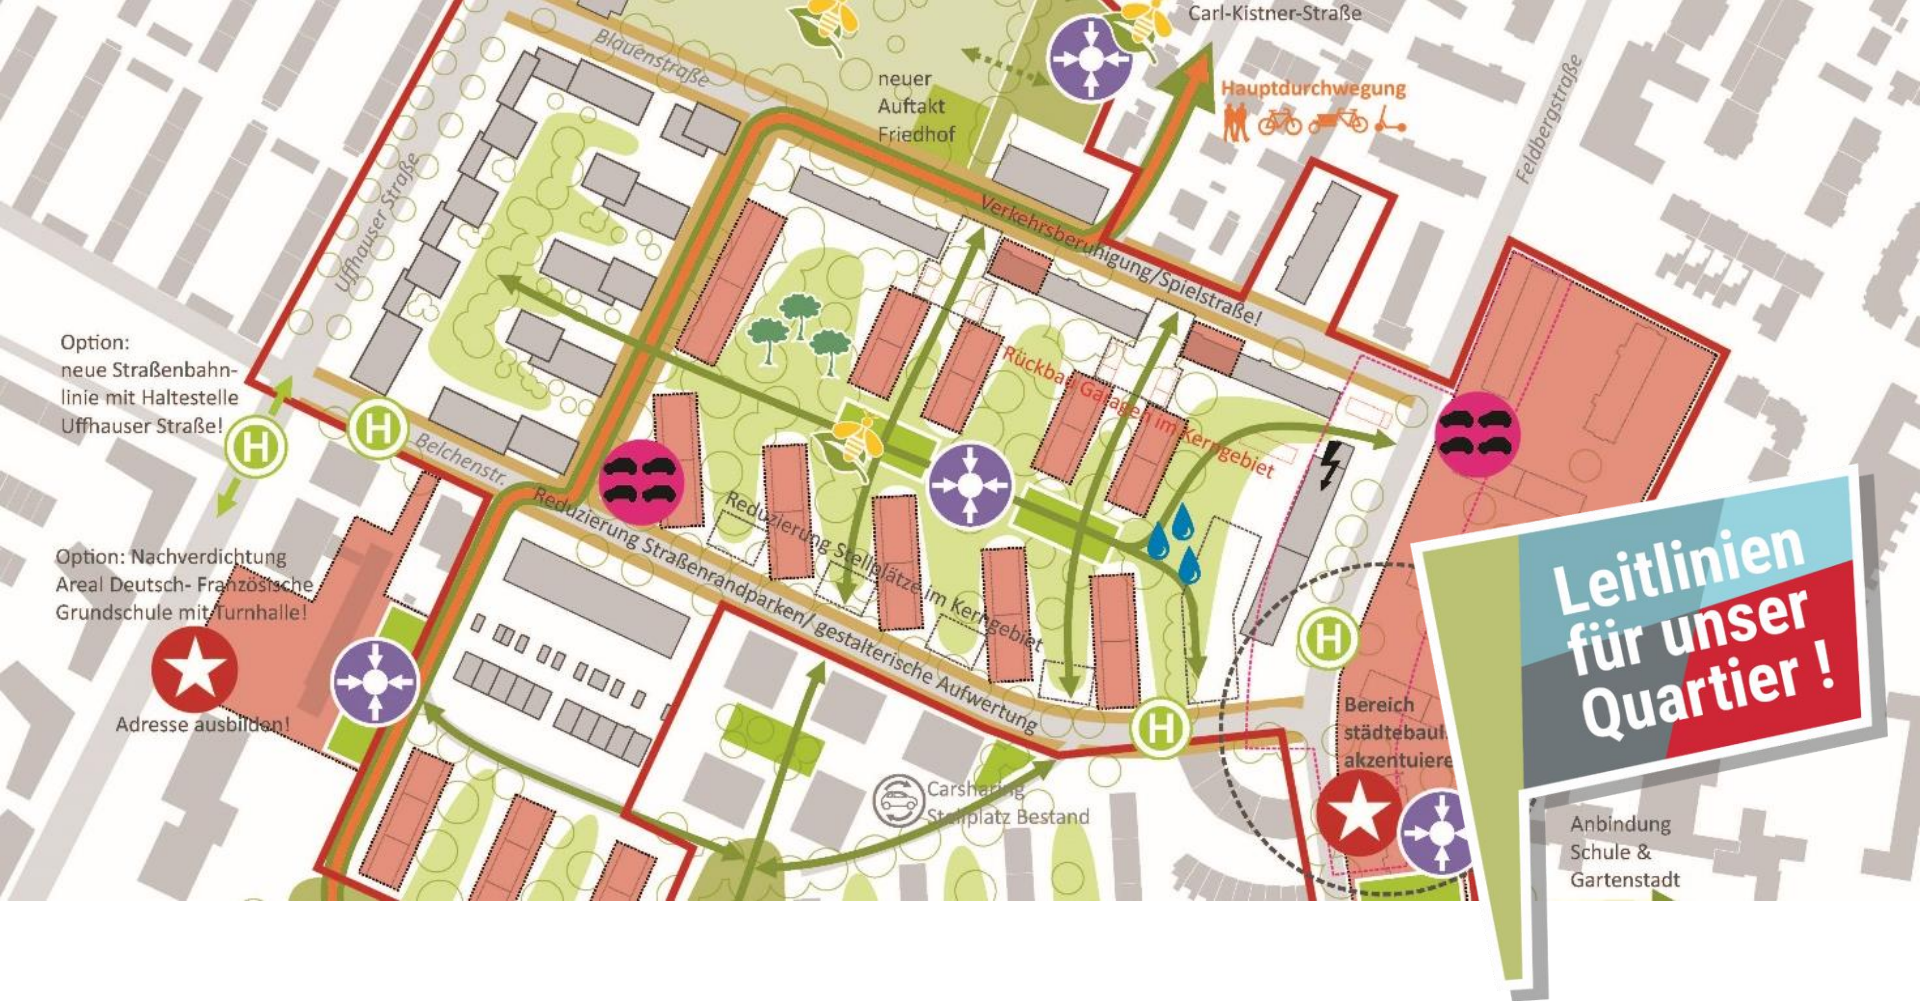 Carl-Kistner-Straße
Blauenstraße
neuer
Auftakt
Friedhof
Hauptdurchwegung
Feldbergstraße
Uffhauser Straße
Verkehrsberuhigung/Spielstraße!
Option:
neue Straßenbahn-
linie mit Haltestelle
Uffhauser Straße!
H
H
Belchenstr.
Rückbau Garagen im Kerngebiet
Reduzierung Stellplätze im Kerngebiet
Reduzierung Straßenrandparken/ gestalterische Aufwertung
Option: Nachverdichtung
Areal Deutsch- Französische
Grundschule mit Turnhalle!
Adresse ausbilden!
H
H
Bereich
städtebaul.
akzentuiere
Carsharing
Stellplatz Bestand
Leitlinien
für unser
Quartier !
Anbindung
Schule &
Gartenstadt